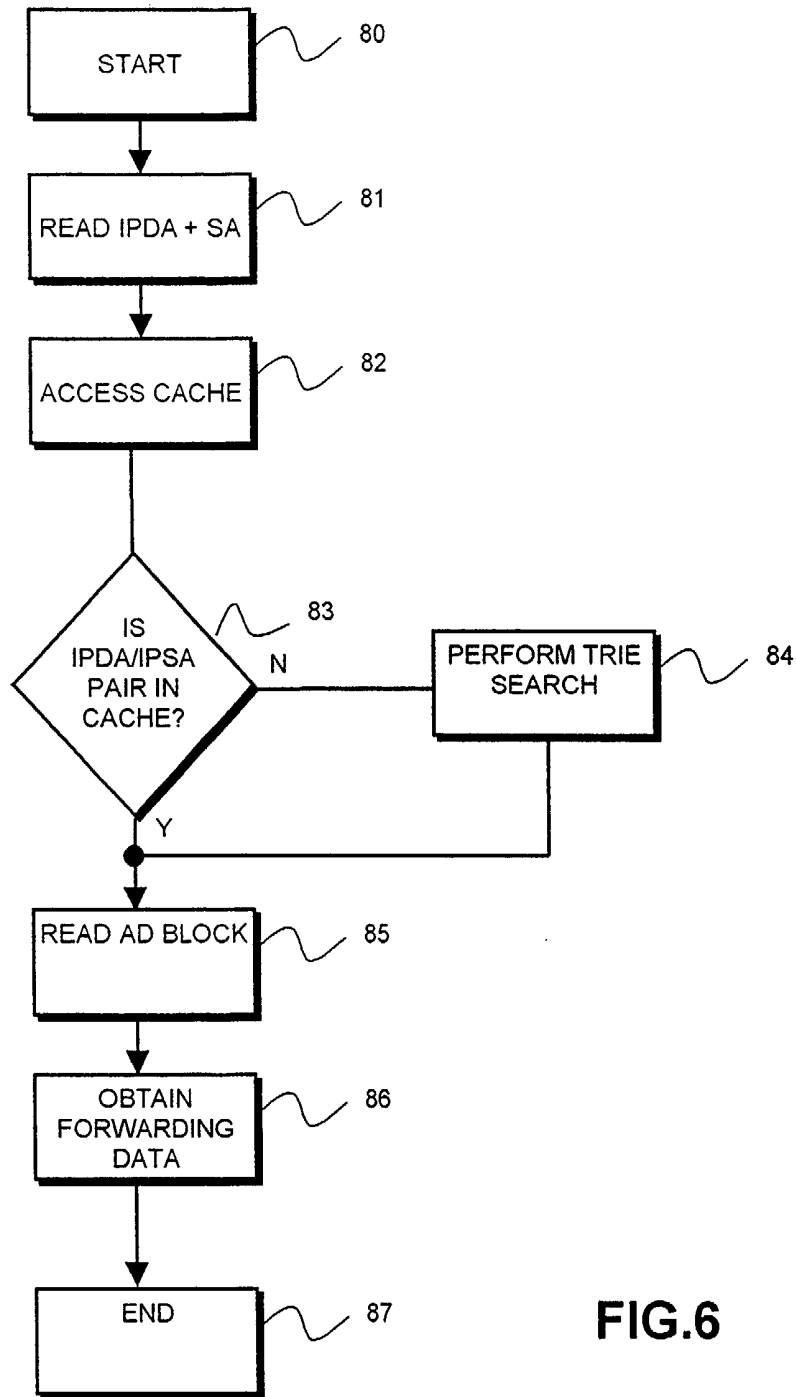 START
80
READ IPDA + SA
81
ACCESS CACHE
82
IS
IPDA/IPSA
PAIR IN
CACHE?
83
N
PERFORM TRIE
SEARCH
84
Y
READ AD BLOCK
85
OBTAIN
FORWARDING
DATA
86
END
87
FIG.6